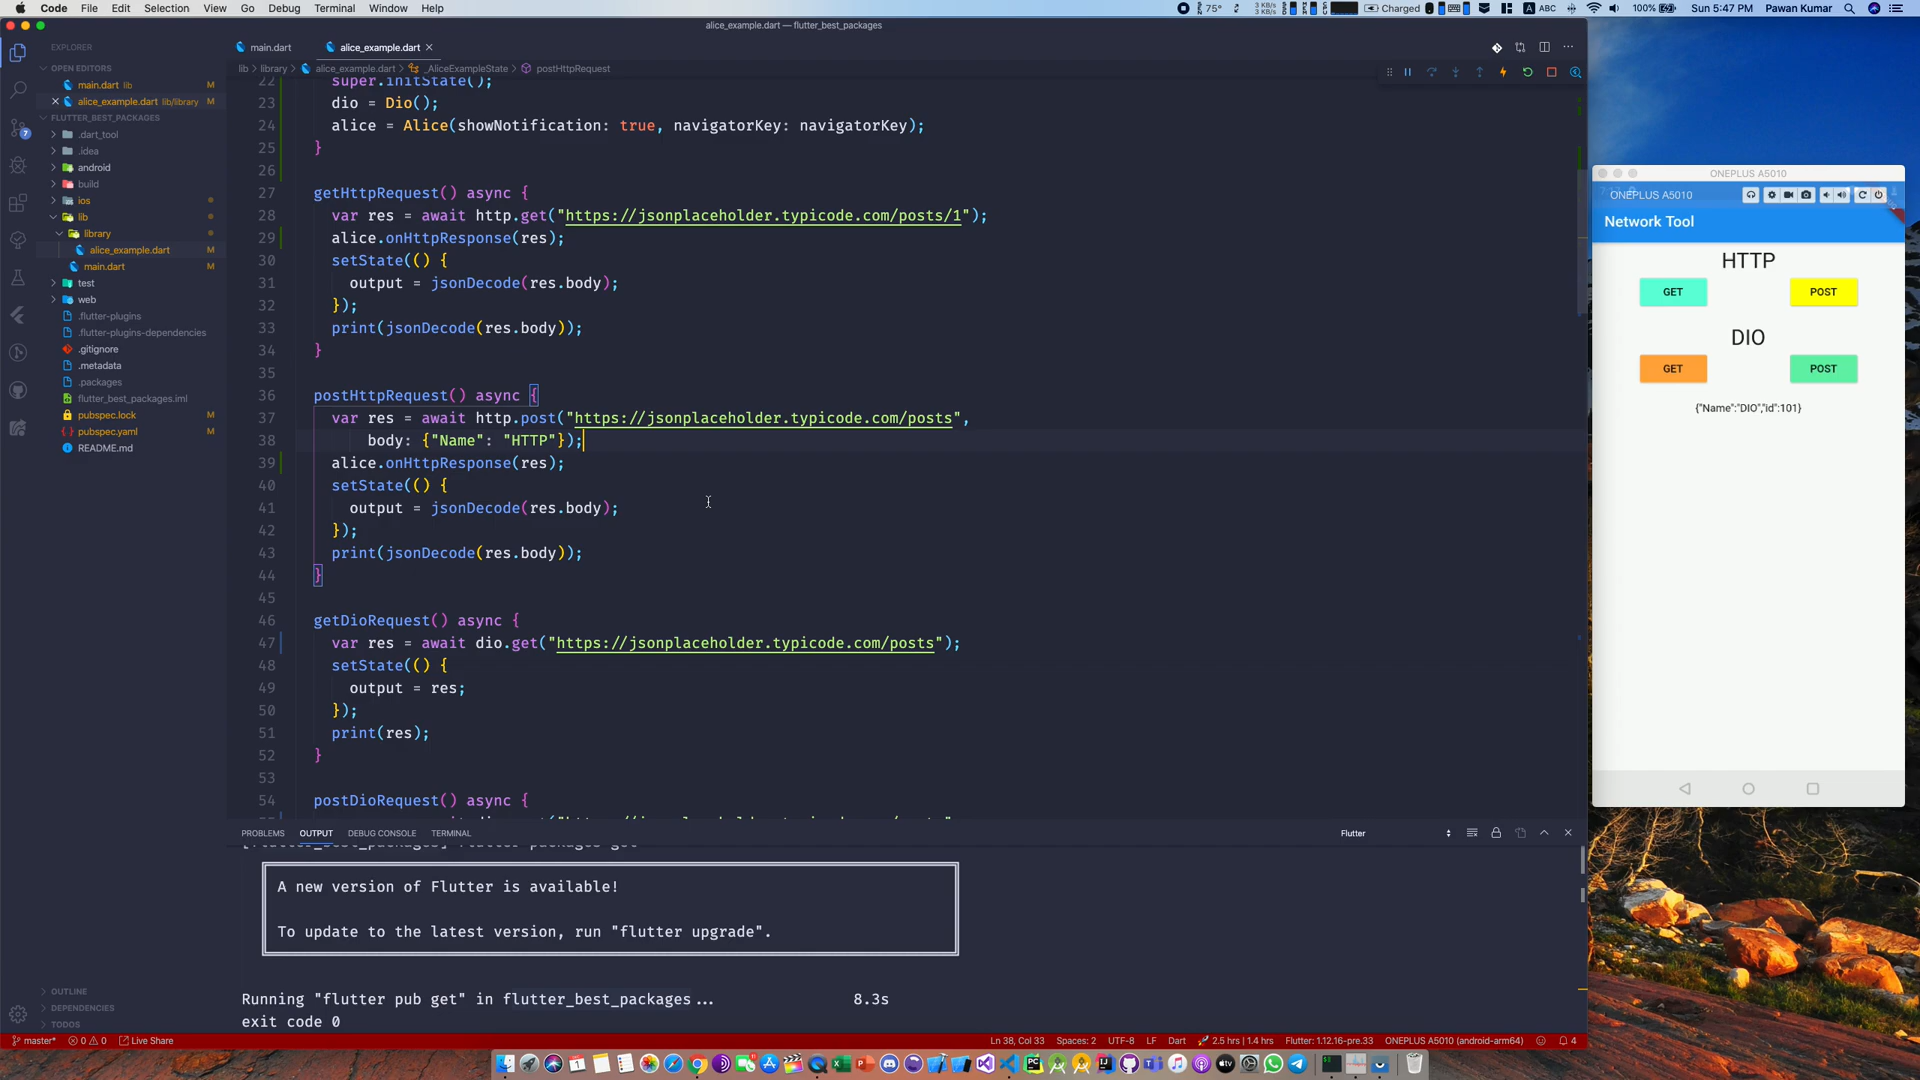 Code File Edit Selection View Go Debug Terminal Window Help
75° 3 KB/s 3 KB/s Charged A ABC 100% Sun 5:47 PM Pawan Kumar
alice_example.dart — flutter_best_packages
EXPLORER
OPEN EDITORS
main.dart lib M
alice_example.dart lib/library M
FLUTTER_BEST_PACKAGES
.dart_tool
.idea
android
build
ios
lib
library
alice_example.dart M
main.dart M
test
web
.flutter-plugins
.flutter-plugins-dependencies
.gitignore
.metadata
.packages
flutter_best_packages.iml
pubspec.lock M
pubspec.yaml M
README.md
OUTLINE
DEPENDENCIES
TODOS
7
main.dart alice_example.dart
lib > library > alice_example.dart > _AliceExampleState > postHttpRequest
22 super.initState();
23 dio = Dio();
24 alice = Alice(showNotification: true, navigatorKey: navigatorKey);
25 }
26
27 getHttpRequest() async {
28 var res = await http.get("https://jsonplaceholder.typicode.com/posts/1");
29 alice.onHttpResponse(res);
30 setState(() {
31 output = jsonDecode(res.body);
32 });
33 print(jsonDecode(res.body));
34 }
35
36 postHttpRequest() async {
37 var res = await http.post("https://jsonplaceholder.typicode.com/posts",
38 body: {"Name": "HTTP"});
39 alice.onHttpResponse(res);
40 setState(() {
41 output = jsonDecode(res.body);
42 });
43 print(jsonDecode(res.body));
44 }
45
46 getDioRequest() async {
47 var res = await dio.get("https://jsonplaceholder.typicode.com/posts");
48 setState(() {
49 output = res;
50 });
51 print(res);
52 }
53
54 postDioRequest() async {
PROBLEMS OUTPUT DEBUG CONSOLE TERMINAL Flutter
[flutter_best_packages] flutter packages get
A new version of Flutter is available!
To update to the latest version, run "flutter upgrade".
Running "flutter pub get" in flutter_best_packages... 8.3s
exit code 0
master* 0 0 Live Share Ln 38, Col 33 Spaces: 2 UTF-8 LF Dart 2.5 hrs | 1.4 hrs Flutter: 1.12.16-pre.33 ONEPLUS A5010 (android-arm64) 4
ONEPLUS A5010
ONEPLUS A5010
Network Tool
HTTP
GET POST
DIO
GET POST
{"Name":"DIO","id":101}